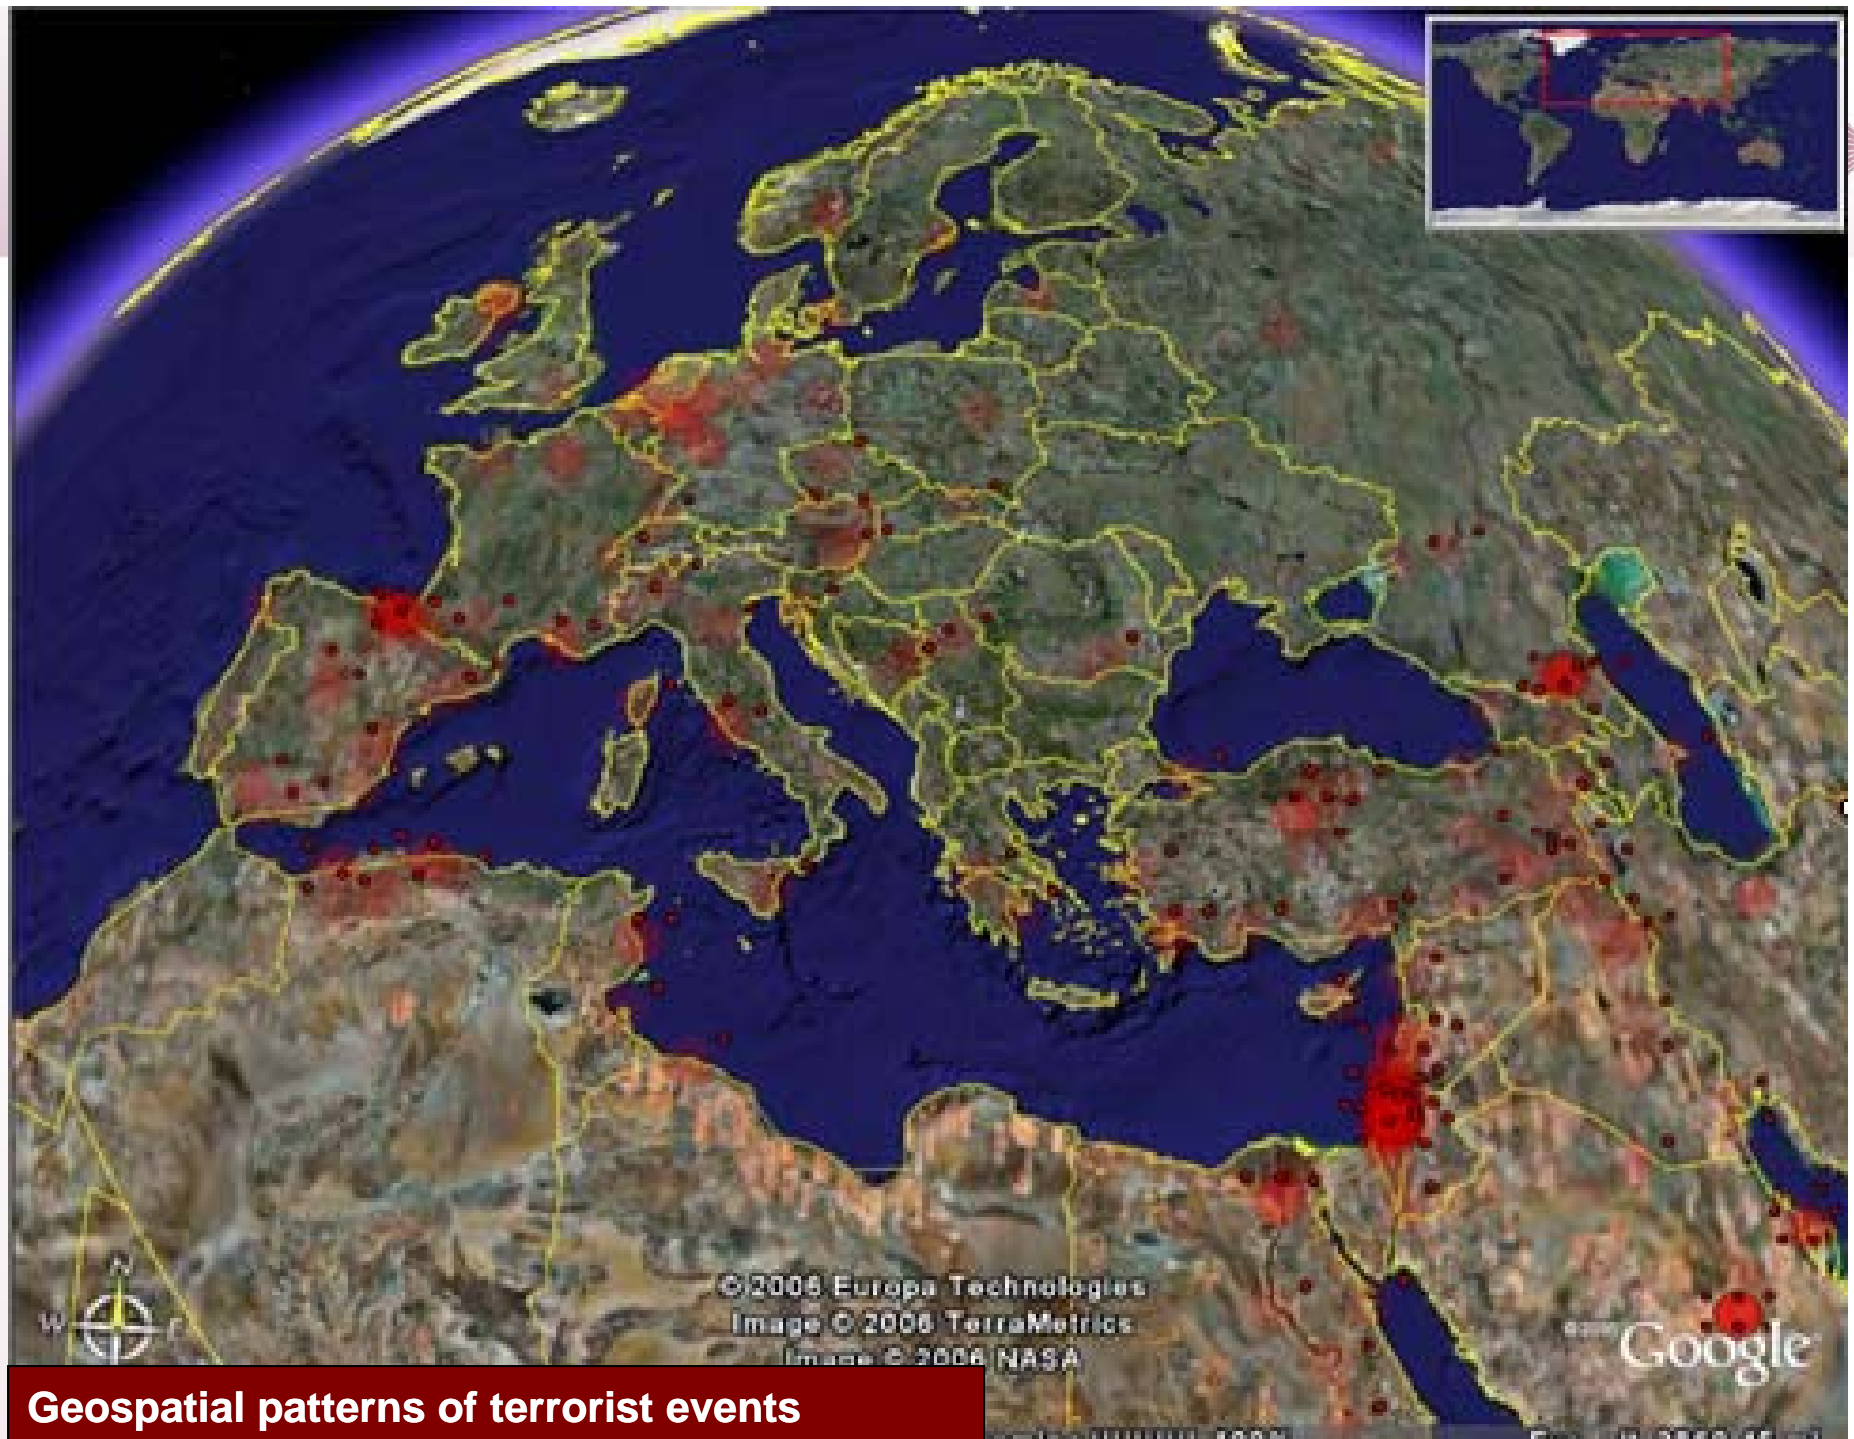 N
W
© 2006 Europa Technologies
Image © 2006 TerraMetrics
Image © 2006 NASA
Google
Geospatial patterns of terrorist events